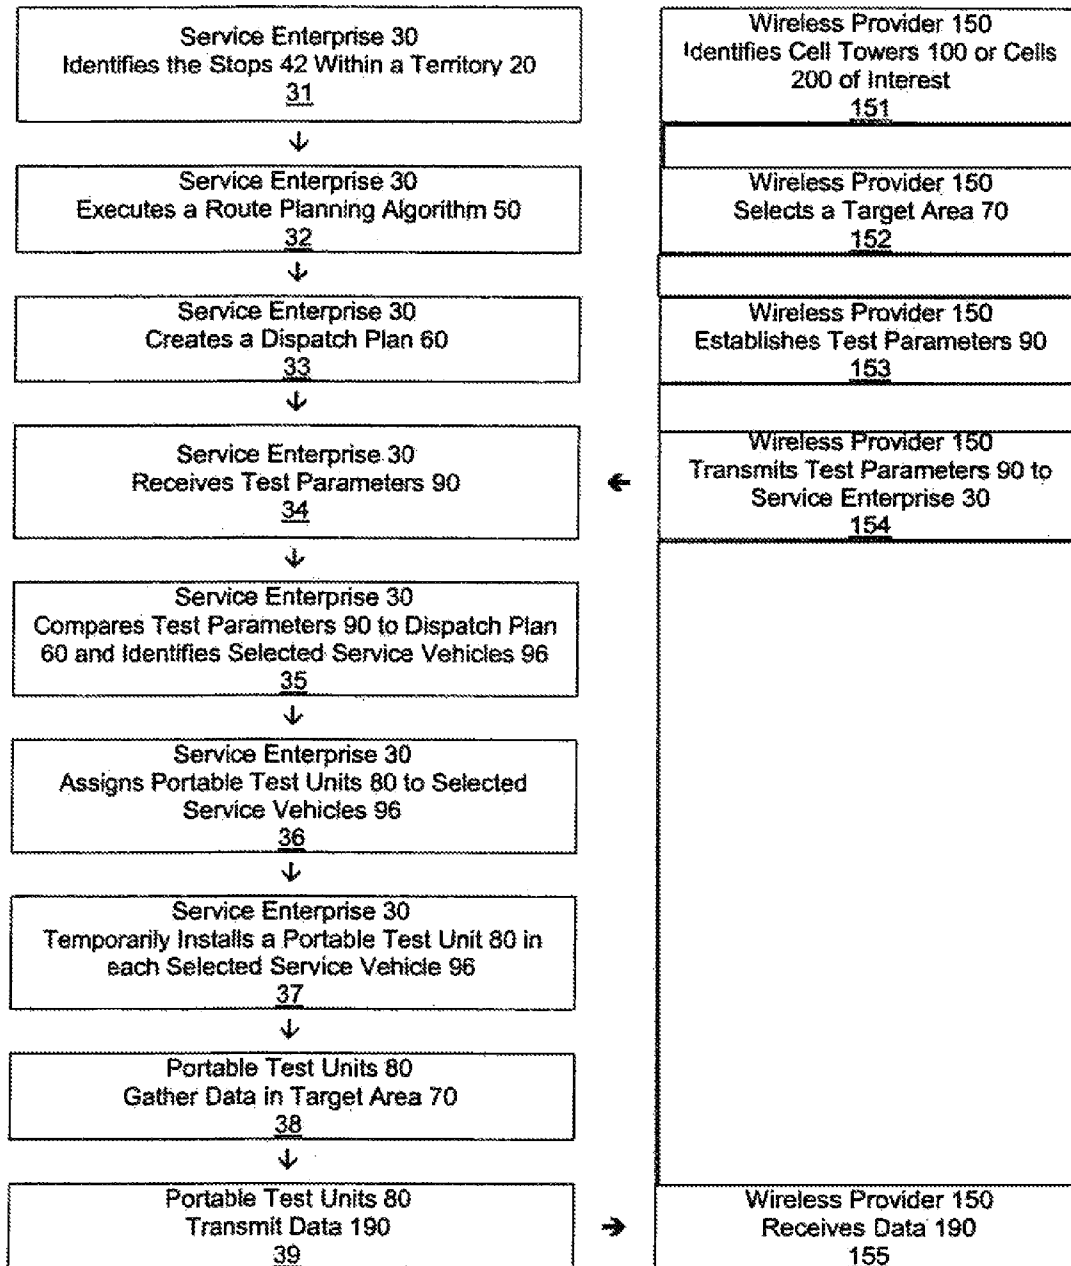 Service Enterprise 30
Identifies the Stops 42 Within a Territory 20
31
Service Enterprise 30
Executes a Route Planning Algorithm 50
32
Service Enterprise 30
Creates a Dispatch Plan 60
33
Service Enterprise 30
Receives Test Parameters 90
34
Service Enterprise 30
Compares Test Parameters 90 to Dispatch Plan
60 and Identifies Selected Service Vehicles 96
35
Service Enterprise 30
Assigns Portable Test Units 80 to Selected
Service Vehicles 96
36
Service Enterprise 30
Temporarily Installs a Portable Test Unit 80 in
each Selected Service Vehicle 96
37
Portable Test Units 80
Gather Data in Target Area 70
38
Portable Test Units 80
Transmit Data 190
39
Wireless Provider 150
Identifies Cell Towers 100 or Cells
200 of Interest
151
Wireless Provider 150
Selects a Target Area 70
152
Wireless Provider 150
Establishes Test Parameters 90
153
Wireless Provider 150
Transmits Test Parameters 90 to
Service Enterprise 30
154
Wireless Provider 150
Receives Data 190
155